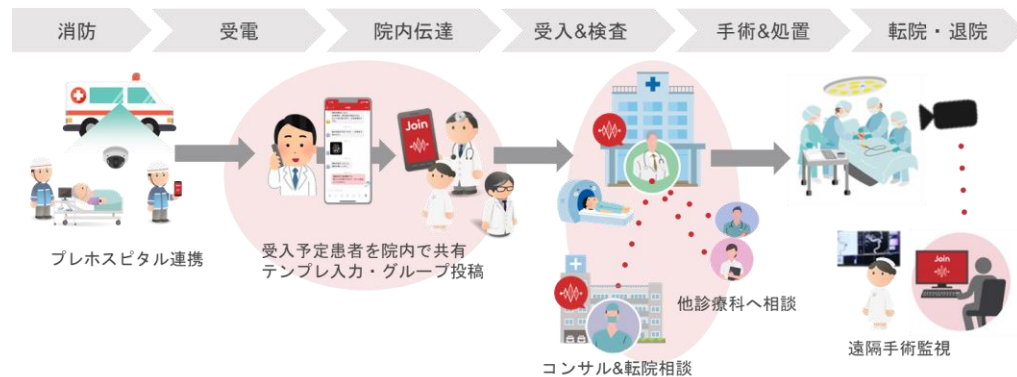 消防
受電
院内伝達
受入&検査
手術&処置
転院・退院
Join
プレホスピタル連携
受入予定患者を院内で共有
テンプレ入力・グループ投稿
他診療科へ相談
コンサル&転院相談
Join
遠隔手術監視